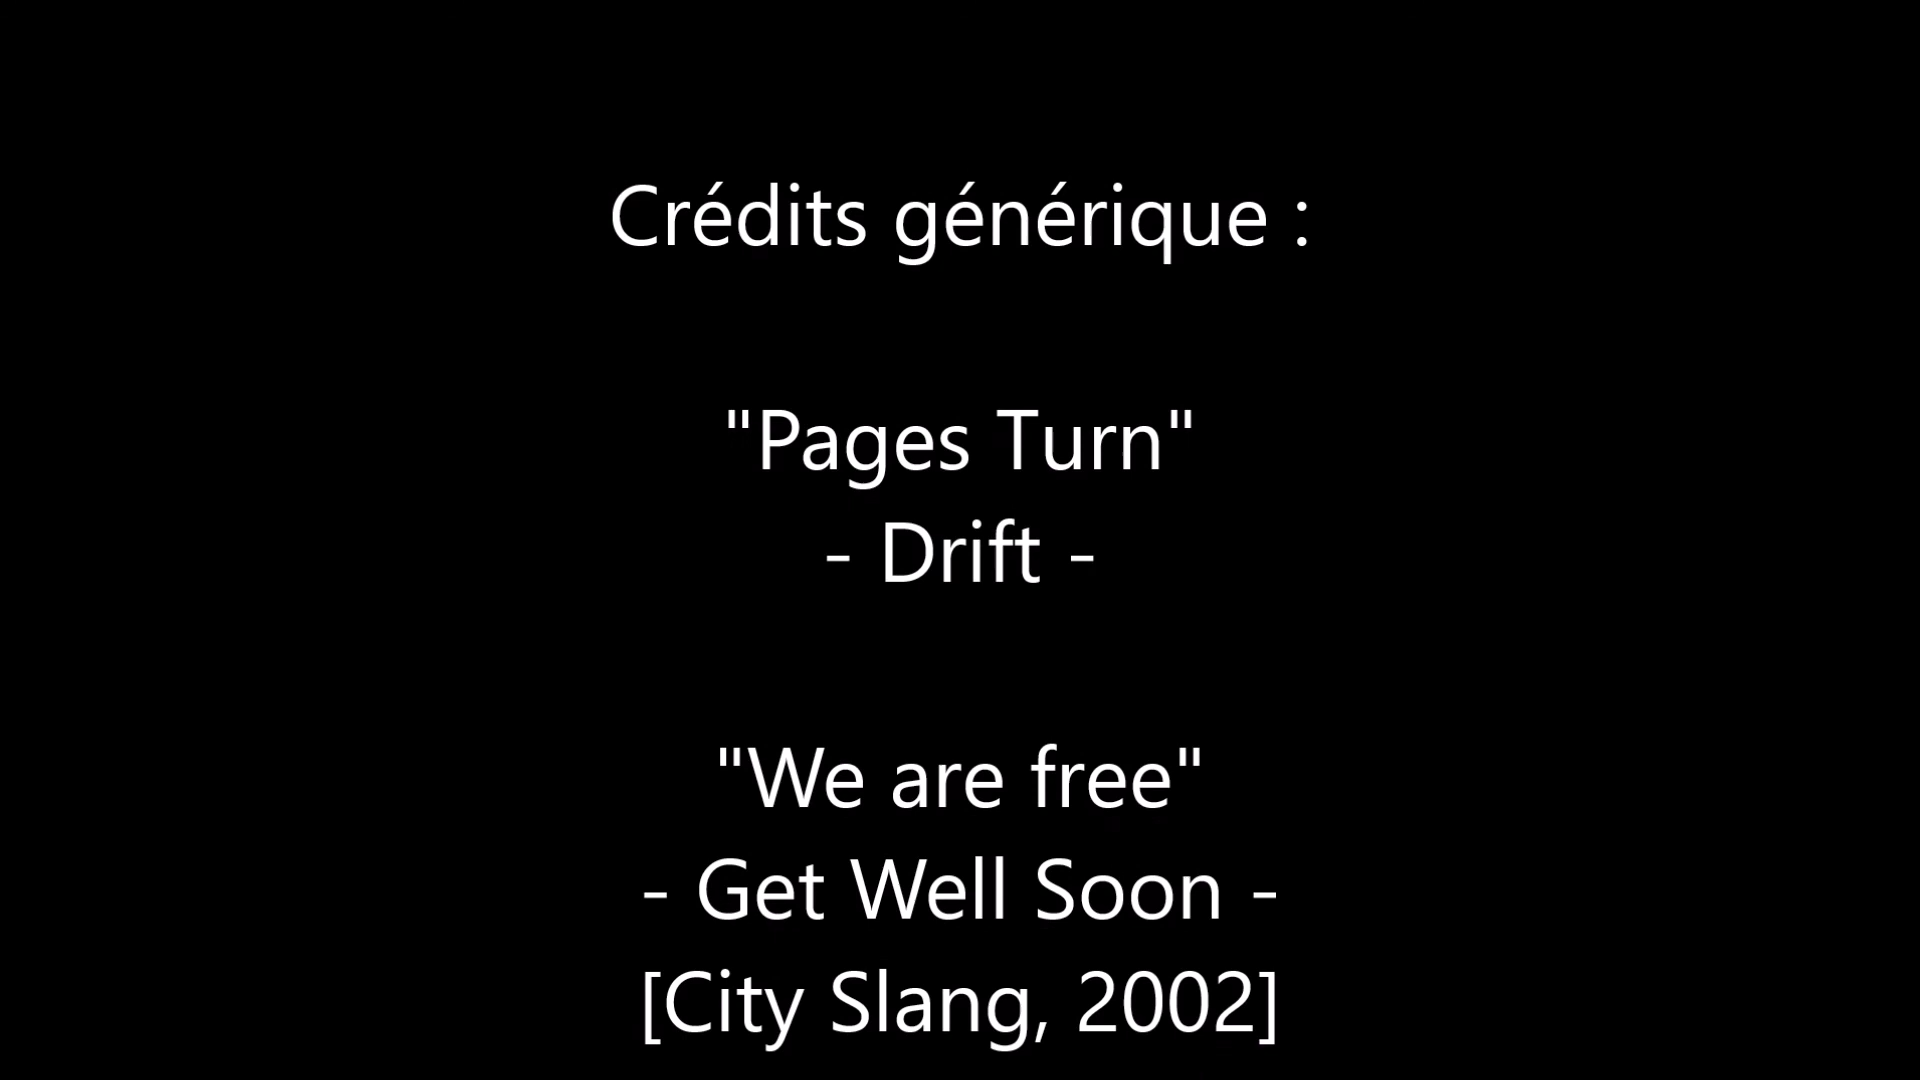 Crédits générique :
"Pages Turn"
- Drift -
"We are free"
- Get Well Soon -
[City Slang, 2002]